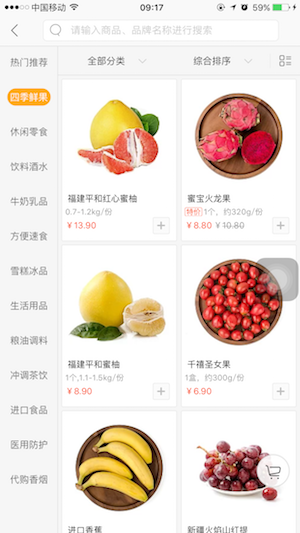 中国移动
09:17
59%
请输入商品、品牌名称进行搜索
热门推荐
四季鲜果
休闲零食
饮料酒水
牛奶乳品
方便速食
雪糕冰品
生活用品
粮油调料
冲调茶饮
进口食品
医用防护
代购香烟
全部分类
综合排序
福建平和红心蜜柚
0.7-1.2kg/份
¥13.90
蜜宝火龙果
特价 1个，约320g/份
¥8.80 ¥10.80
福建平和蜜柚
1个,1.1-1.5kg/份
¥8.90
千禧圣女果
1盒，约300g/份
¥6.90
进口香蕉
新疆火焰山红提